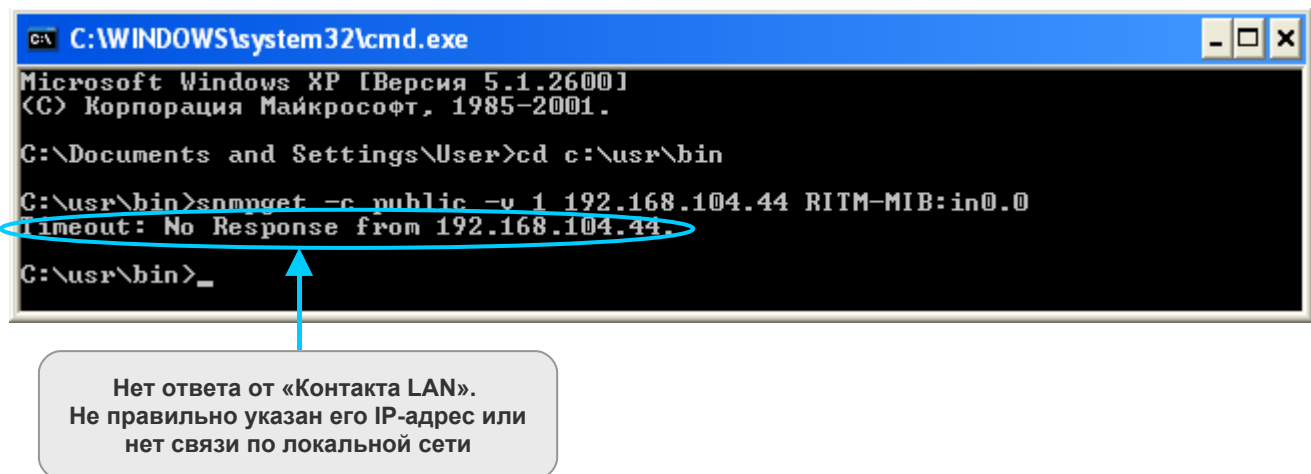 C:\WINDOWS\system32\cmd.exe
Microsoft Windows XP [Версия 5.1.2600]
(С) Корпорация Майкрософт, 1985-2001.
C:\Documents and Settings\User>cd c:\usr\bin
C:\usr\bin>snmpget -c public -v 1 192.168.104.44 RITM-MIB:in0.0
Timeout: No Response from 192.168.104.44.
C:\usr\bin>_
Нет ответа от «Контакта LAN».
Не правильно указан его IP-адрес или
нет связи по локальной сети